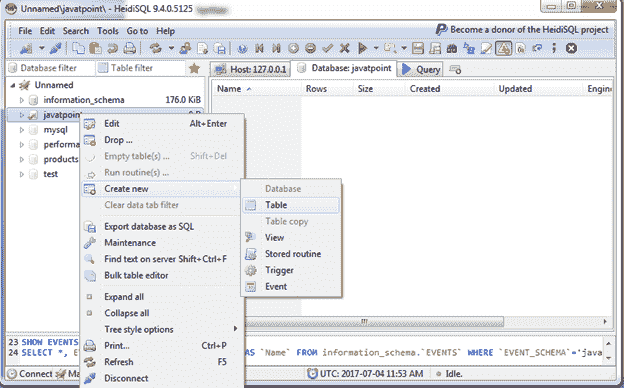 Unnamed\javatpoint\ - HeidiSQL 9.4.0.5125
File Edit Search Tools Go to Help
Become a donor of the HeidiSQL project
Database filter Table filter
Host: 127.0.0.1 Database: javatpoint Query
Name Rows Size Created Updated Engine
Unnamed
information_schema 176.0 KiB
javatpoint
mysql
performa
products
test
Edit Alt+Enter
Drop ...
Empty table(s) ... Shift+Del
Run routine(s) ...
Create new
Clear data tab filter
Export database as SQL
Maintenance
Find text on server Shift+Ctrl+F
Bulk table editor
Expand all
Collapse all
Tree style options
Print... Ctrl+P
Refresh F5
Disconnect
Database
Table
Table copy
View
Stored routine
Trigger
Event
23 SHOW EVENTS
24 SELECT *, E AS `Name` FROM information_schema.`EVENTS` WHERE `EVENT_SCHEMA`='java
Connect Ma UTC: 2017-07-04 11:53 AM Idle.